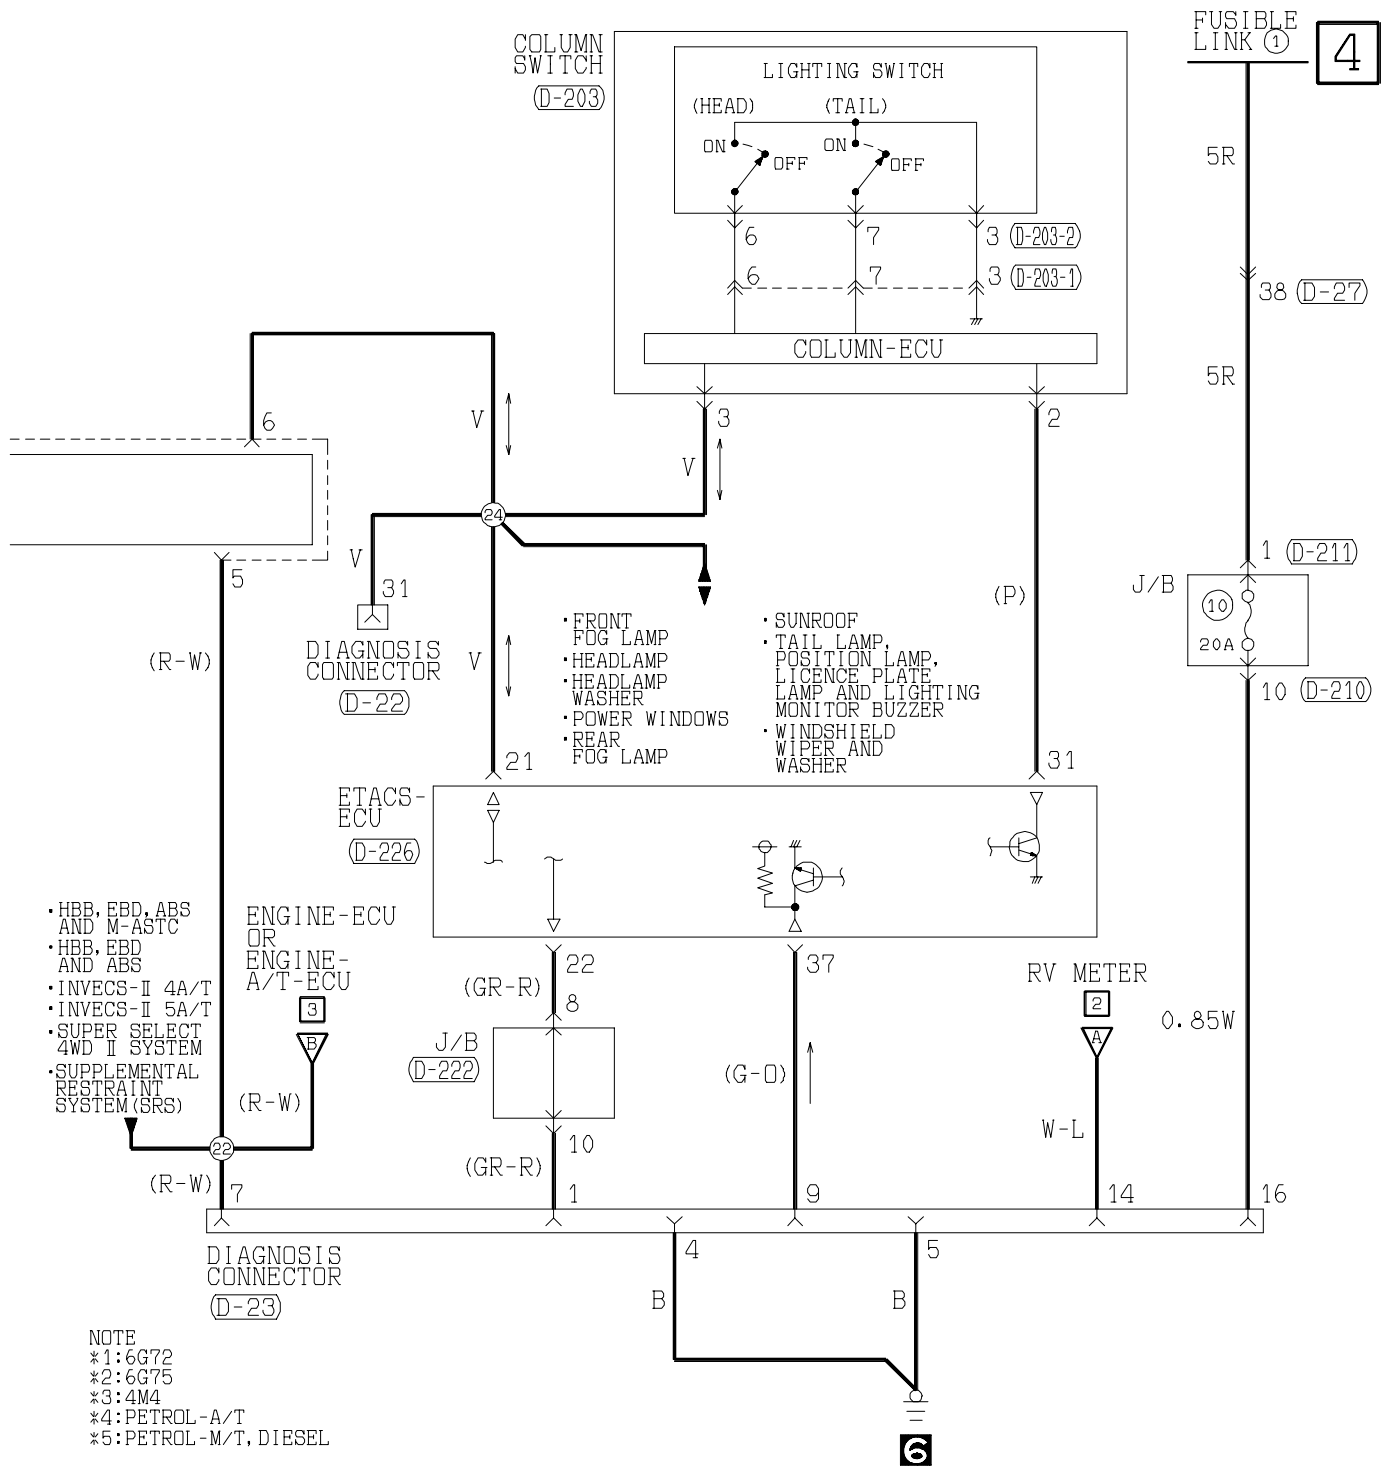 COLUMN
SWITCH
(D-203)
LIGHTING SWITCH
(HEAD)
(TAIL)
ON
OFF
ON
OFF
6
7
3 (D-203-2)
6
7
3 (D-203-1)
COLUMN-ECU
3
2
FUSIBLE
LINK 1
4
5R
38 (D-27)
5R
1 (D-211)
J/B
10
20A
10 (D-210)
0.85W
6
V
V
24
V
31
DIAGNOSIS
CONNECTOR
(D-22)
5
(R-W)
V
(P)
·FRONT
FOG LAMP
·HEADLAMP
·HEADLAMP
WASHER
·POWER WINDOWS
·REAR
FOG LAMP
·SUNROOF
·TAIL LAMP,
POSITION LAMP,
LICENCE PLATE
LAMP AND LIGHTING
MONITOR BUZZER
·WINDSHIELD
WIPER AND
WASHER
21
31
ETACS-
ECU
(D-226)
·HBB, EBD, ABS
AND M-ASTC
·HBB, EBD
AND ABS
·INVECS-Ⅱ 4A/T
·INVECS-Ⅱ 5A/T
·SUPER SELECT
4WD Ⅱ SYSTEM
·SUPPLEMENTAL
RESTRAINT
SYSTEM(SRS)
ENGINE-ECU
OR
ENGINE-
A/T-ECU
3
B
(R-W)
22
(R-W)
22
(GR-R)
8
J/B
(D-222)
10
(GR-R)
37
(G-O)
RV METER
2
A
W-L
7
1
9
14
16
DIAGNOSIS
CONNECTOR
(D-23)
4
5
B
B
6
NOTE
*1:6G72
*2:6G75
*3:4M4
*4:PETROL-A/T
*5:PETROL-M/T, DIESEL